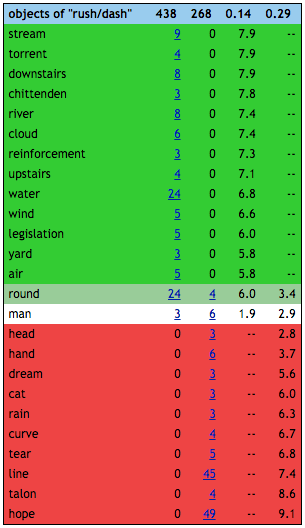 objects of "rush/dash" 438 268 0.14 0.29
stream 9 0 7.9 --
torrent 4 0 7.9 --
downstairs 8 0 7.9 --
chittenden 3 0 7.8 --
river 8 0 7.4 --
cloud 6 0 7.4 --
reinforcement 3 0 7.3 --
upstairs 4 0 7.1 --
water 24 0 6.8 --
wind 5 0 6.6 --
legislation 5 0 6.0 --
yard 3 0 5.8 --
air 5 0 5.8 --
round 24 4 6.0 3.4
man 3 6 1.9 2.9
head 0 3 -- 2.8
hand 0 6 -- 3.7
dream 0 3 -- 5.6
cat 0 3 -- 6.0
rain 0 3 -- 6.3
curve 0 4 -- 6.7
tear 0 5 -- 6.8
line 0 45 -- 7.4
talon 0 4 -- 8.6
hope 0 49 -- 9.1